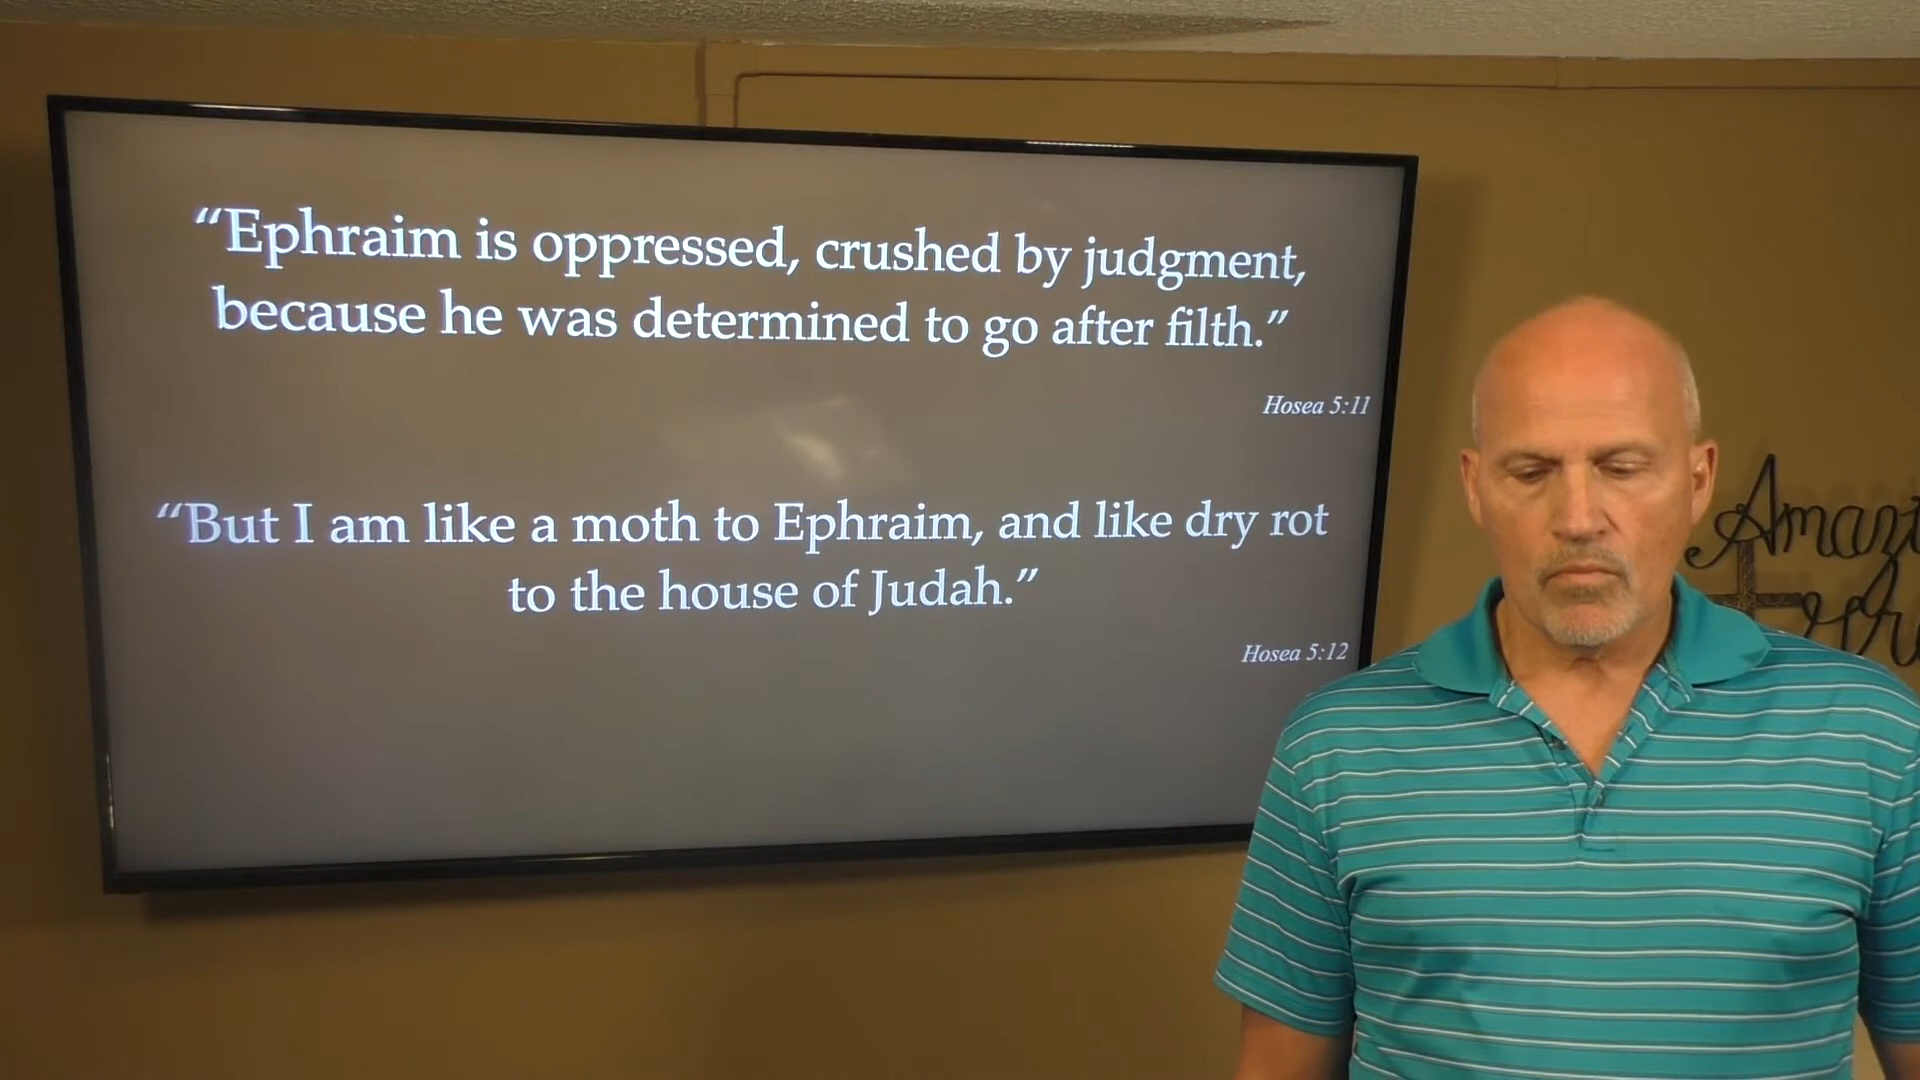 “Ephraim is oppressed, crushed by judgment,
because he was determined to go after filth.”
Hosea 5:11
“But I am like a moth to Ephraim, and like dry rot
to the house of Judah.”
Hosea 5:12